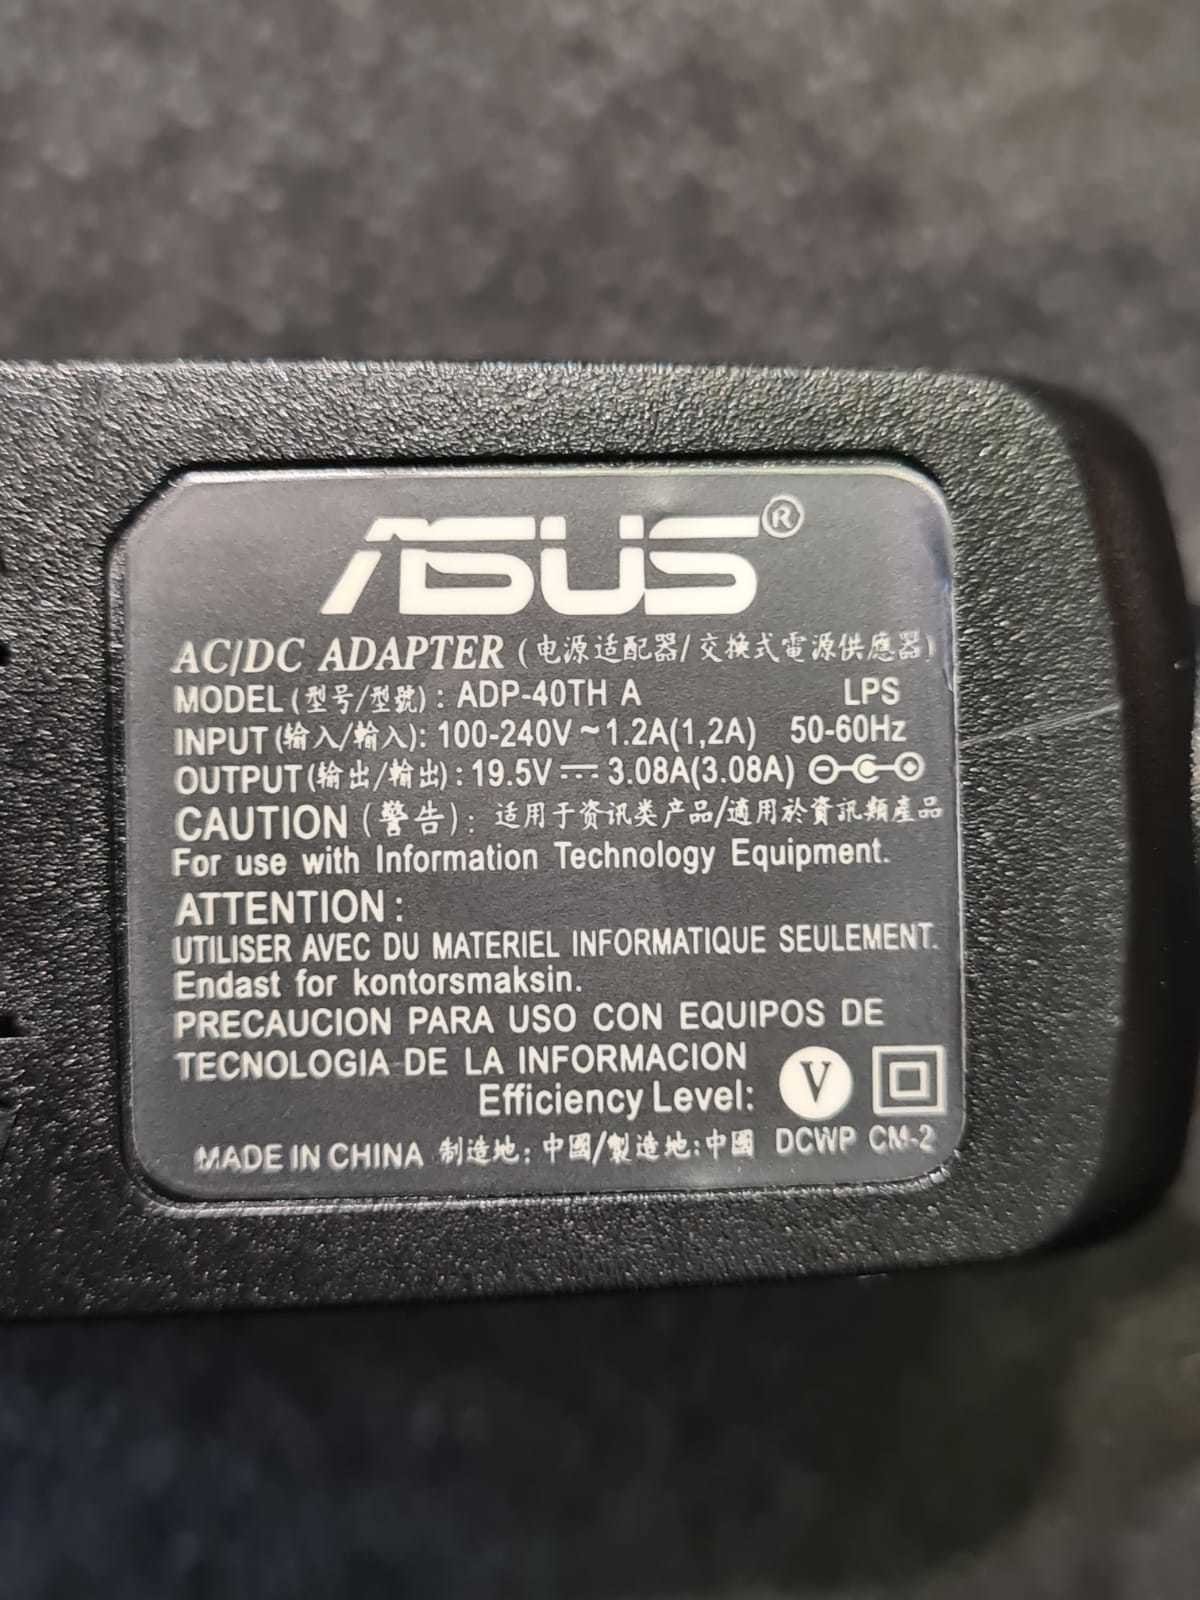 ASUS®
AC/DC ADAPTER (电源适配器/交换式電源供應器)
MODEL (型号/型號) : ADP-40TH A LPS
INPUT (输入/輸入): 100-240V ~ 1.2A(1,2A) 50-60Hz
OUTPUT (输出/輸出) : 19.5V ⎓ 3.08A(3.08A)
CAUTION (警告) : 适用于资讯类产品/適用於資訊類產品
For use with Information Technology Equipment.
ATTENTION :
UTILISER AVEC DU MATERIEL INFORMATIQUE SEULEMENT.
Endast for kontorsmaksin.
PRECAUCION PARA USO CON EQUIPOS DE
TECNOLOGIA DE LA INFORMACION
Efficiency Level: V
MADE IN CHINA 制造地: 中國/製造地:中國 DCWP CM-2